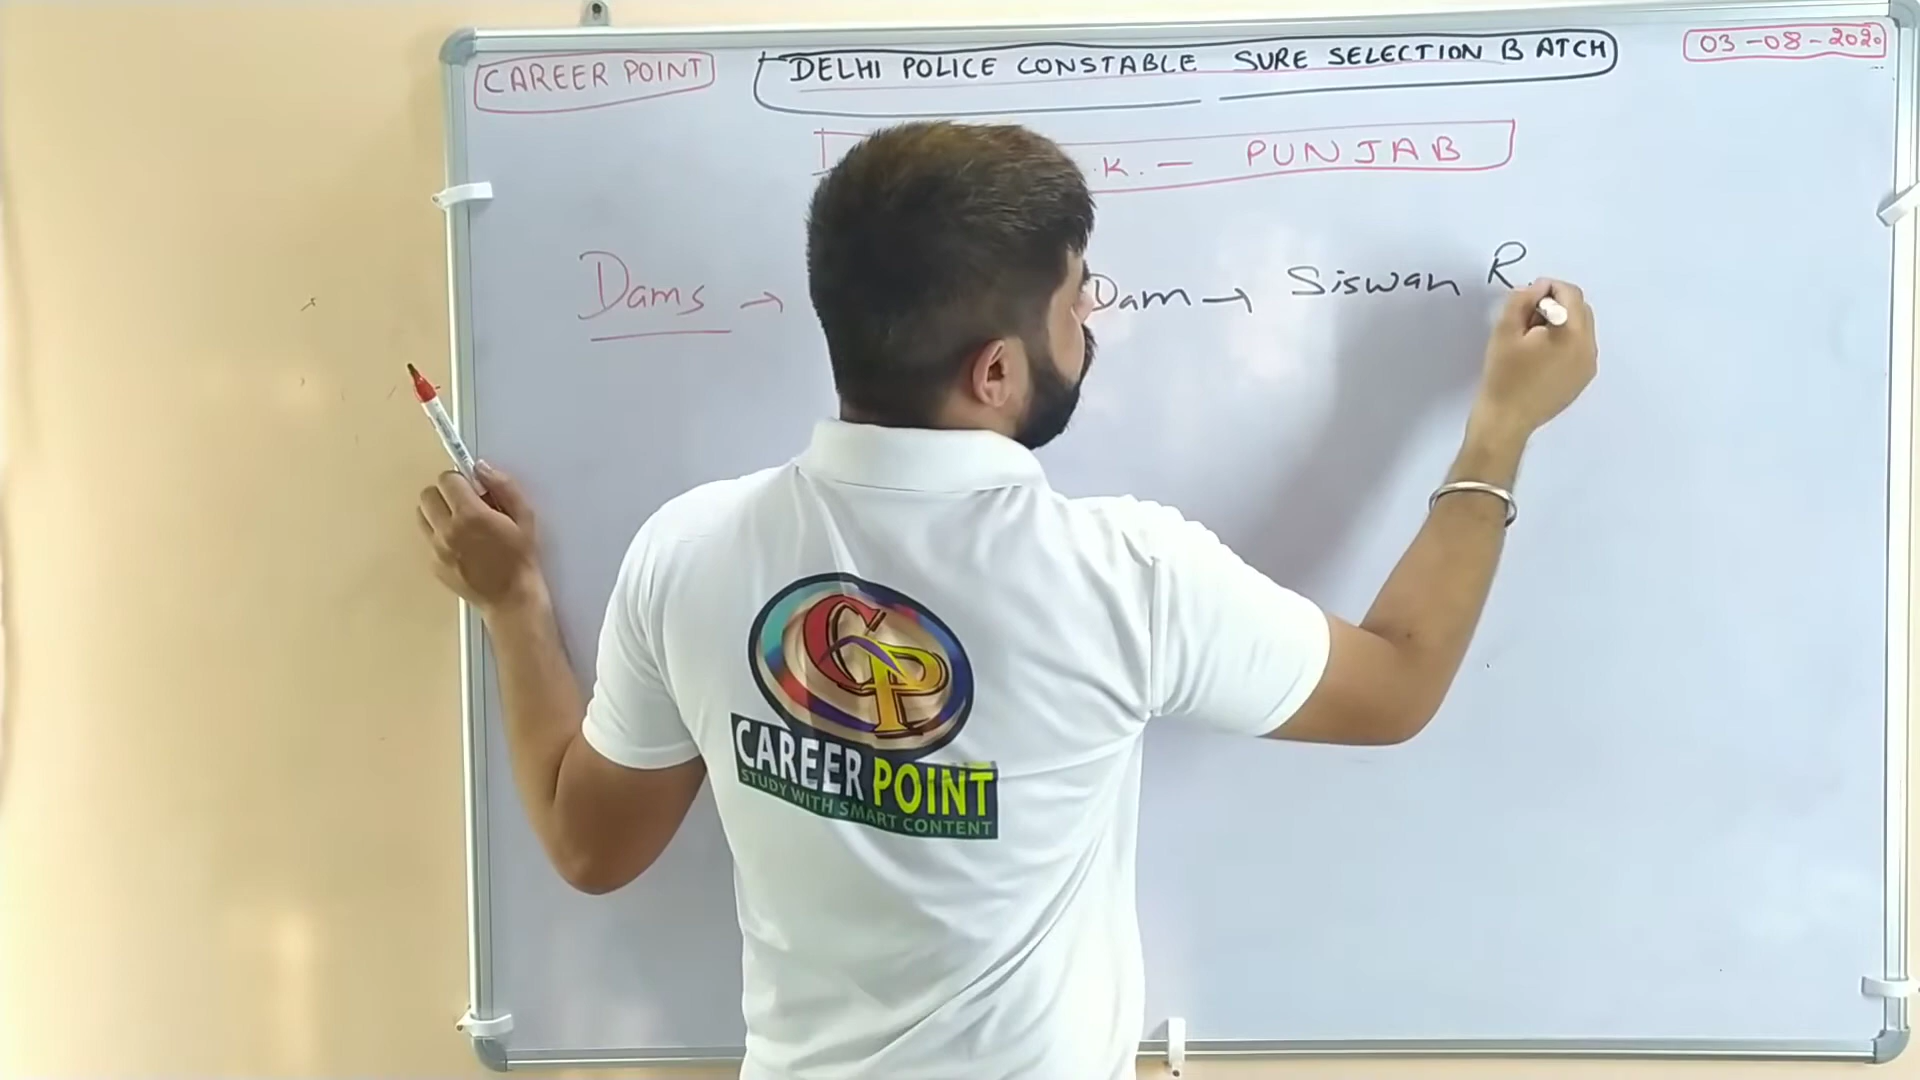 CAREER POINT
DELHI POLICE CONSTABLE SURE SELECTION BATCH
03-08-2020
.K. - PUNJAB
Dams → Dam → Siswan R.
CP
CAREER POINT
STUDY WITH SMART CONTENT